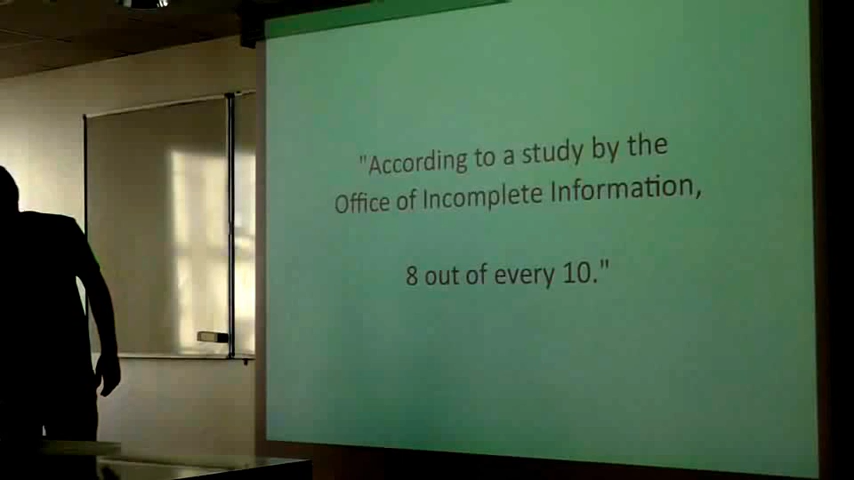 "According to a study by the
Office of Incomplete Information,
8 out of every 10."